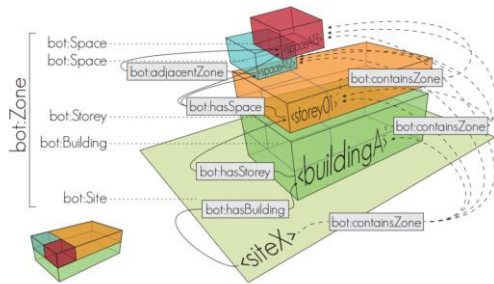 bot:Zone
bot:Space
bot:Space
bot:Storey
bot:Building
bot:Site
bot:adjacentZone
bot:hasSpace
bot:hasStorey
bot:hasBuilding
bot:containsZone
bot:containsZone
bot:containsZone
<storey01>
<buildingA>
<siteX>